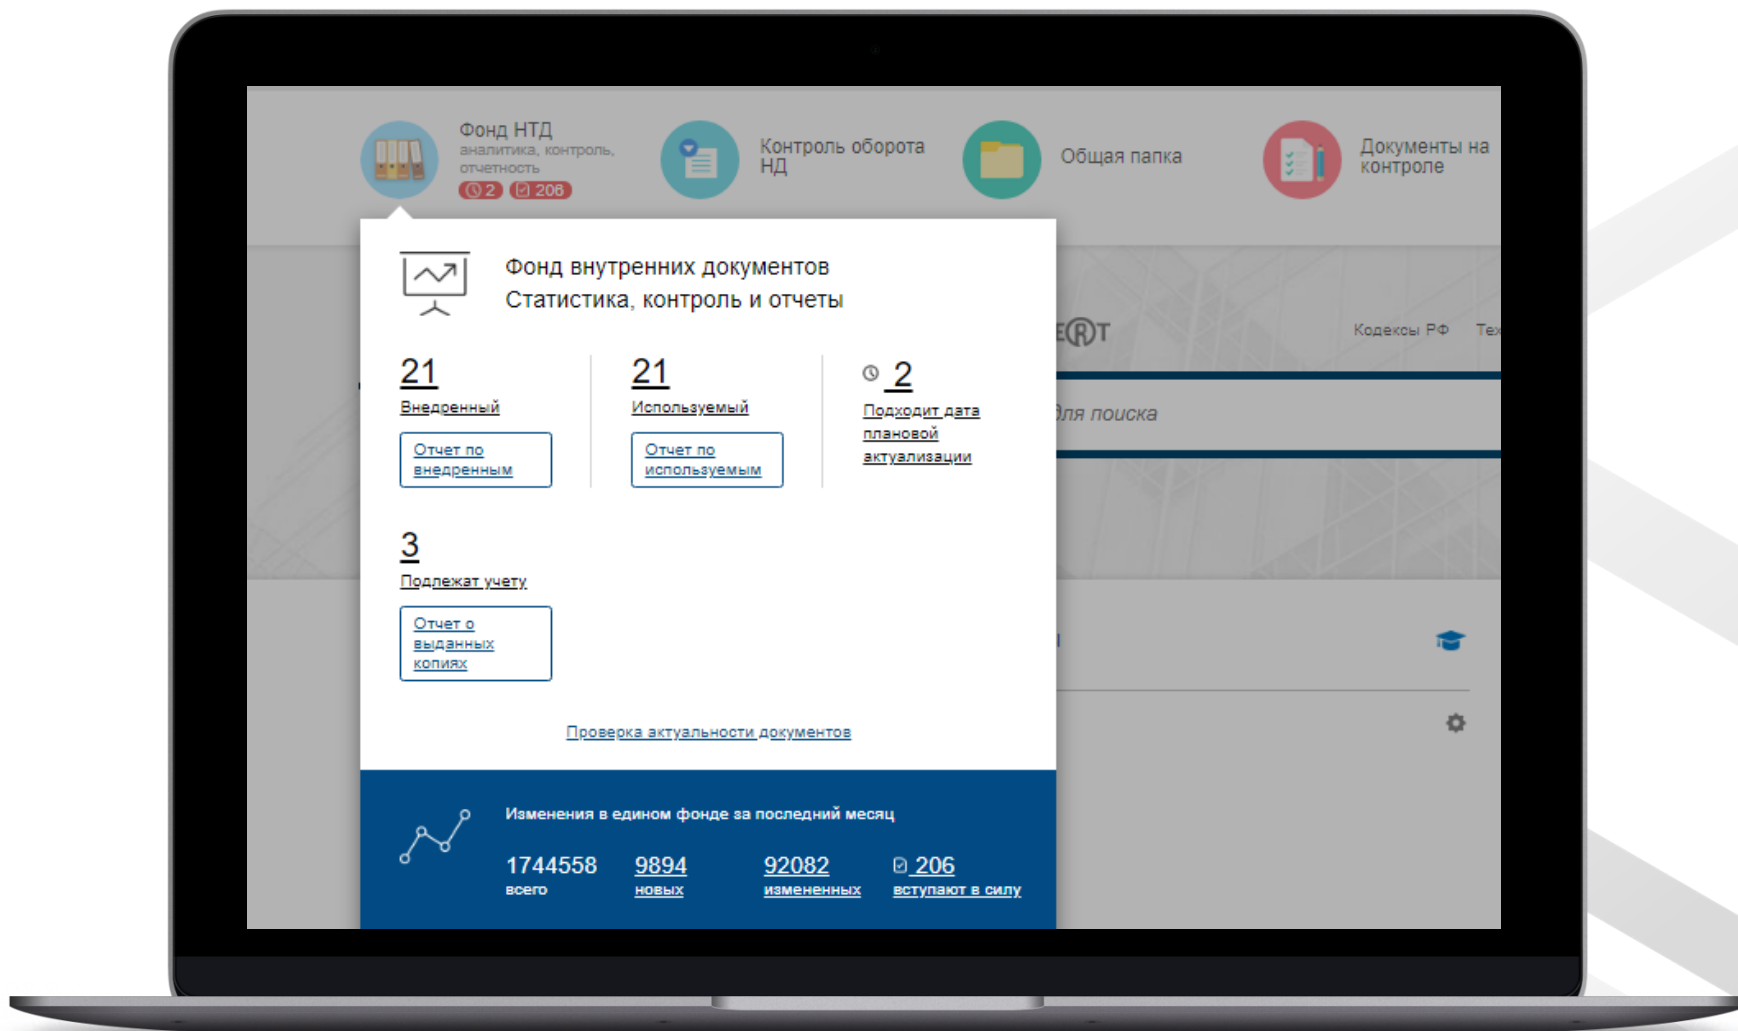 Фонд НТД
аналитика, контроль,
отчетность
2 206
Контроль оборота
НД
Общая папка
Документы на
контроле
Фонд внутренних документов
Статистика, контроль и отчеты
21
Внедренный
Отчет по
внедренным
21
Используемый
Отчет по
используемым
2
Подходит дата
плановой
актуализации
3
Подлежат учету
Отчет о
выданных
копиях
Проверка актуальности документов
Изменения в едином фонде за последний месяц
1744558
всего
9894
новых
92082
измененных
206
вступают в силу
Кодексы РФ
для поиска